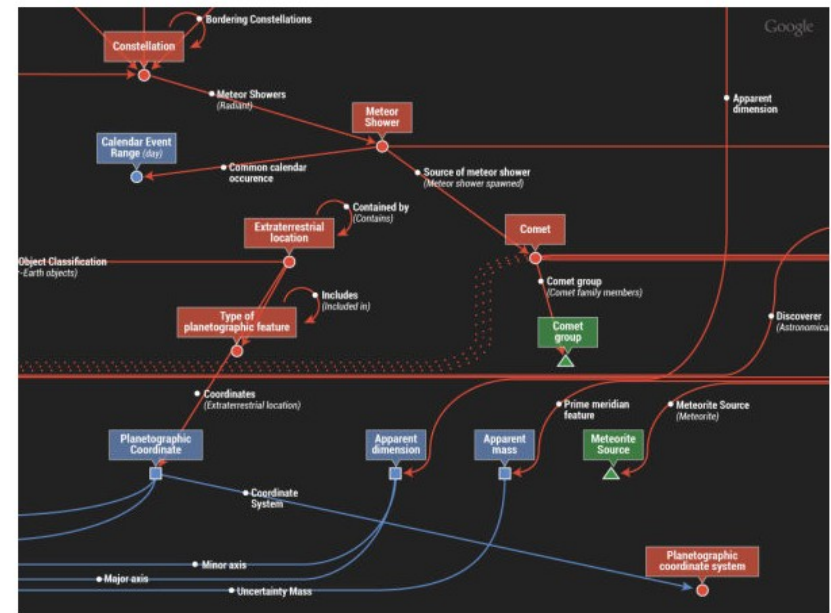 Bordering Constellations
Google
Constellation
Meteor Showers
(Radiant)
Apparent
dimension
Meteor
Shower
Calendar Event
Range (day)
Common calendar
occurence
Source of meteor shower
(Meteor shower spawned)
Contained by
(Contains)
Extraterrestrial
location
Comet
Object Classification
-Earth objects)
Comet group
(Comet family members)
Includes
(Included in)
Type of
planetographic feature
Comet
group
Discoverer
(Astronomica
Coordinates
(Extraterrestrial location)
Prime meridian
feature
Meteorite Source
(Meteorite)
Planetographic
Coordinate
Apparent
dimension
Apparent
mass
Meteorite
Source
Coordinate
System
Planetographic
coordinate system
Minor axis
Major axis
Uncertainty Mass